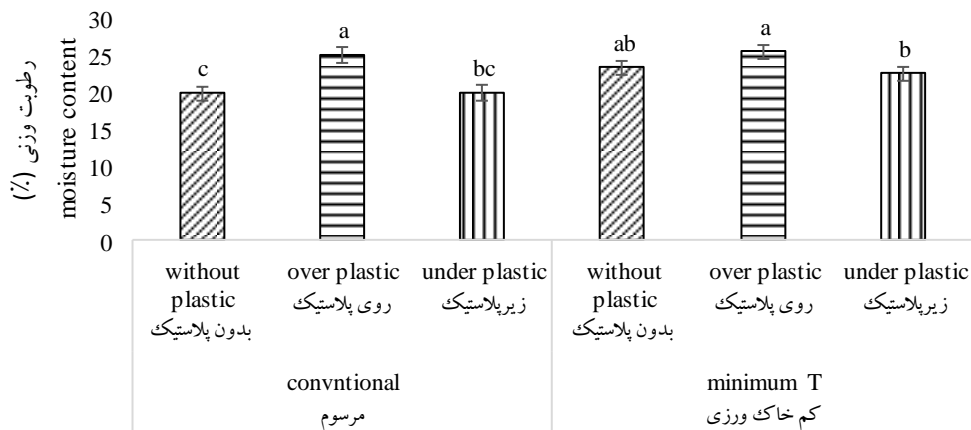 رطوبت وزنی (٪)
moisture content
30
25
20
15
10
5
0
c
a
bc
ab
a
b
without plastic
بدون پلاستیک
over plastic
روی پلاستیک
under plastic
زیرپلاستیک
without plastic
بدون پلاستیک
over plastic
روی پلاستیک
under plastic
زیرپلاستیک
convntional
مرسوم
minimum T
کم خاک ورزی